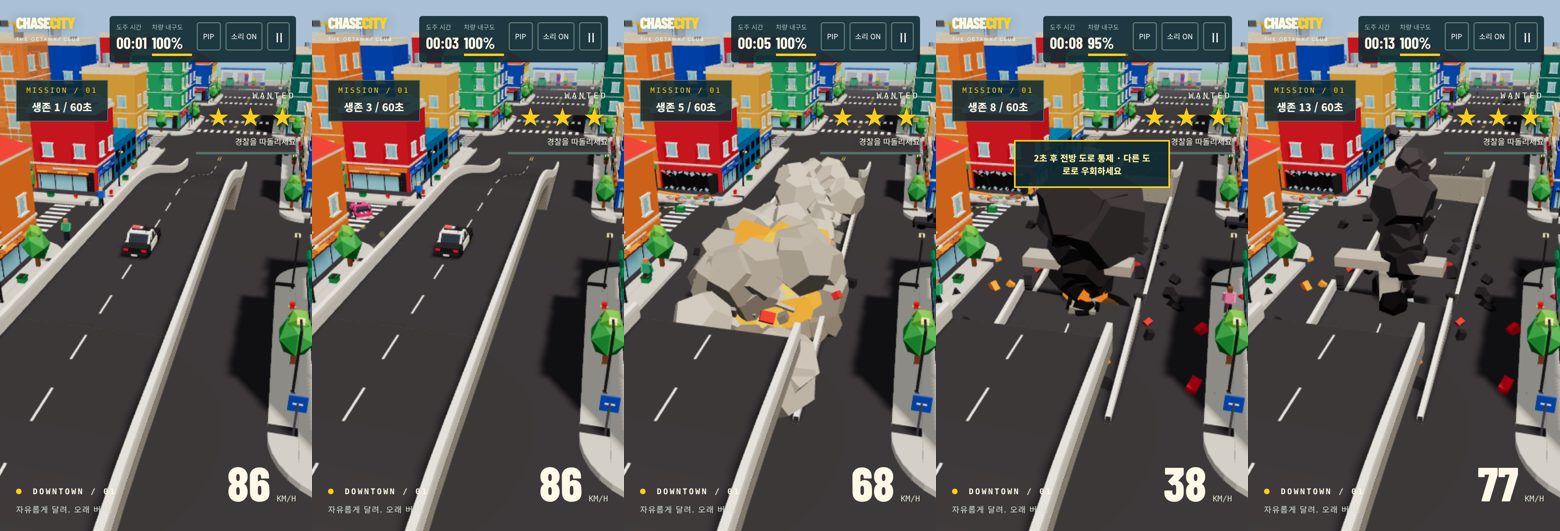 CHASECITY
THE GETAWAY CLUB
도주 시간
00:01
차량 내구도
100%
PIP
소리 ON
MISSION / 01
생존 1 / 60초
WANTED
경찰을 따돌리세요
DOWNTOWN / 01
자유롭게 달려. 오래 버
86 KM/H
CHASECITY
THE GETAWAY CLUB
도주 시간
00:03
차량 내구도
100%
PIP
소리 ON
MISSION / 01
생존 3 / 60초
WANTED
경찰을 따돌리세요
DOWNTOWN / 01
자유롭게 달려. 오래 버
86 KM/H
CHASECITY
THE GETAWAY CLUB
도주 시간
00:05
차량 내구도
100%
PIP
소리 ON
MISSION / 01
생존 5 / 60초
WANTED
경찰을 따돌리세요
DOWNTOWN / 01
자유롭게 달려. 오래 버
68 KM/H
CHASECITY
THE GETAWAY CLUB
도주 시간
00:08
차량 내구도
95%
PIP
소리 ON
MISSION / 01
생존 8 / 60초
WANTED
경찰을 따돌리세요
2초 후 전방 도로 통제 · 다른 도
로로 우회하세요
DOWNTOWN / 01
자유롭게 달려. 오래 버
38 KM/H
CHASECITY
THE GETAWAY CLUB
도주 시간
00:13
차량 내구도
100%
PIP
소리 ON
MISSION / 01
생존 13 / 60초
WANTED
경찰을 따돌리세요
DOWNTOWN / 01
자유롭게 달려. 오래 버
77 KM/H